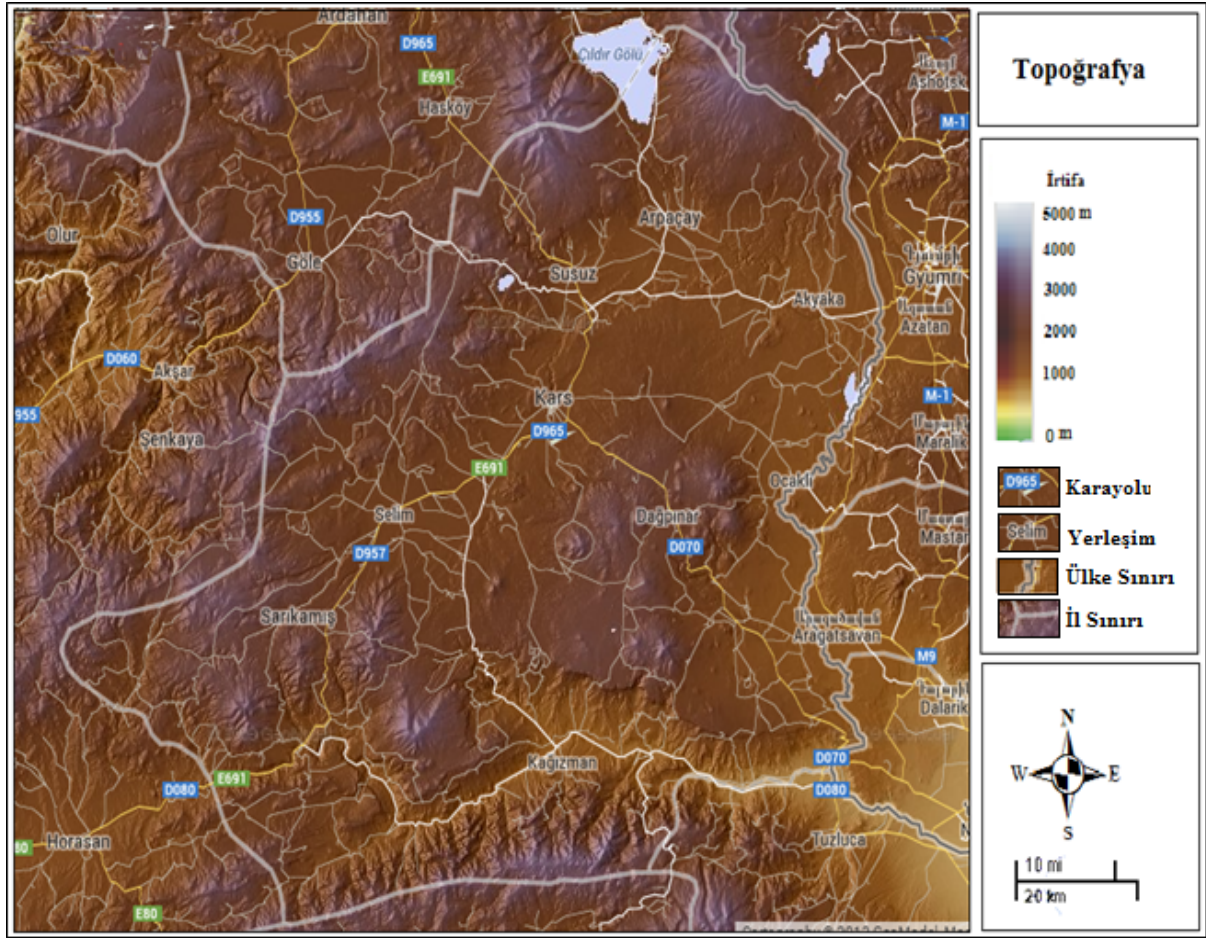 Ardahan
D965
E691
Hasköy
Çıldır Gölü
Ashotsk
M-1
Olur
D955
Göle
Arpaçay
Susuz
Akyaka
Գյումրի
Gyumri
Azatan
D060
Akşar
955
Şenkaya
Kars
D965
E691
M-1
Maralik
Ocaklı
Selim
D957
Dağpınar
D070
Mastar
Sarıkamış
Aragatsavan
M9
Dalarik
Kağızman
D070
D080
E691
D080
Horasan
80
Tuzluca
E80
Topoğrafya
İrtifa
5000 m
4000
3000
2000
1000
0 m
D965 Karayolu
Selim Yerleşim
Ülke Sınırı
İl Sınırı
N
W E
S
10 mi
20 km